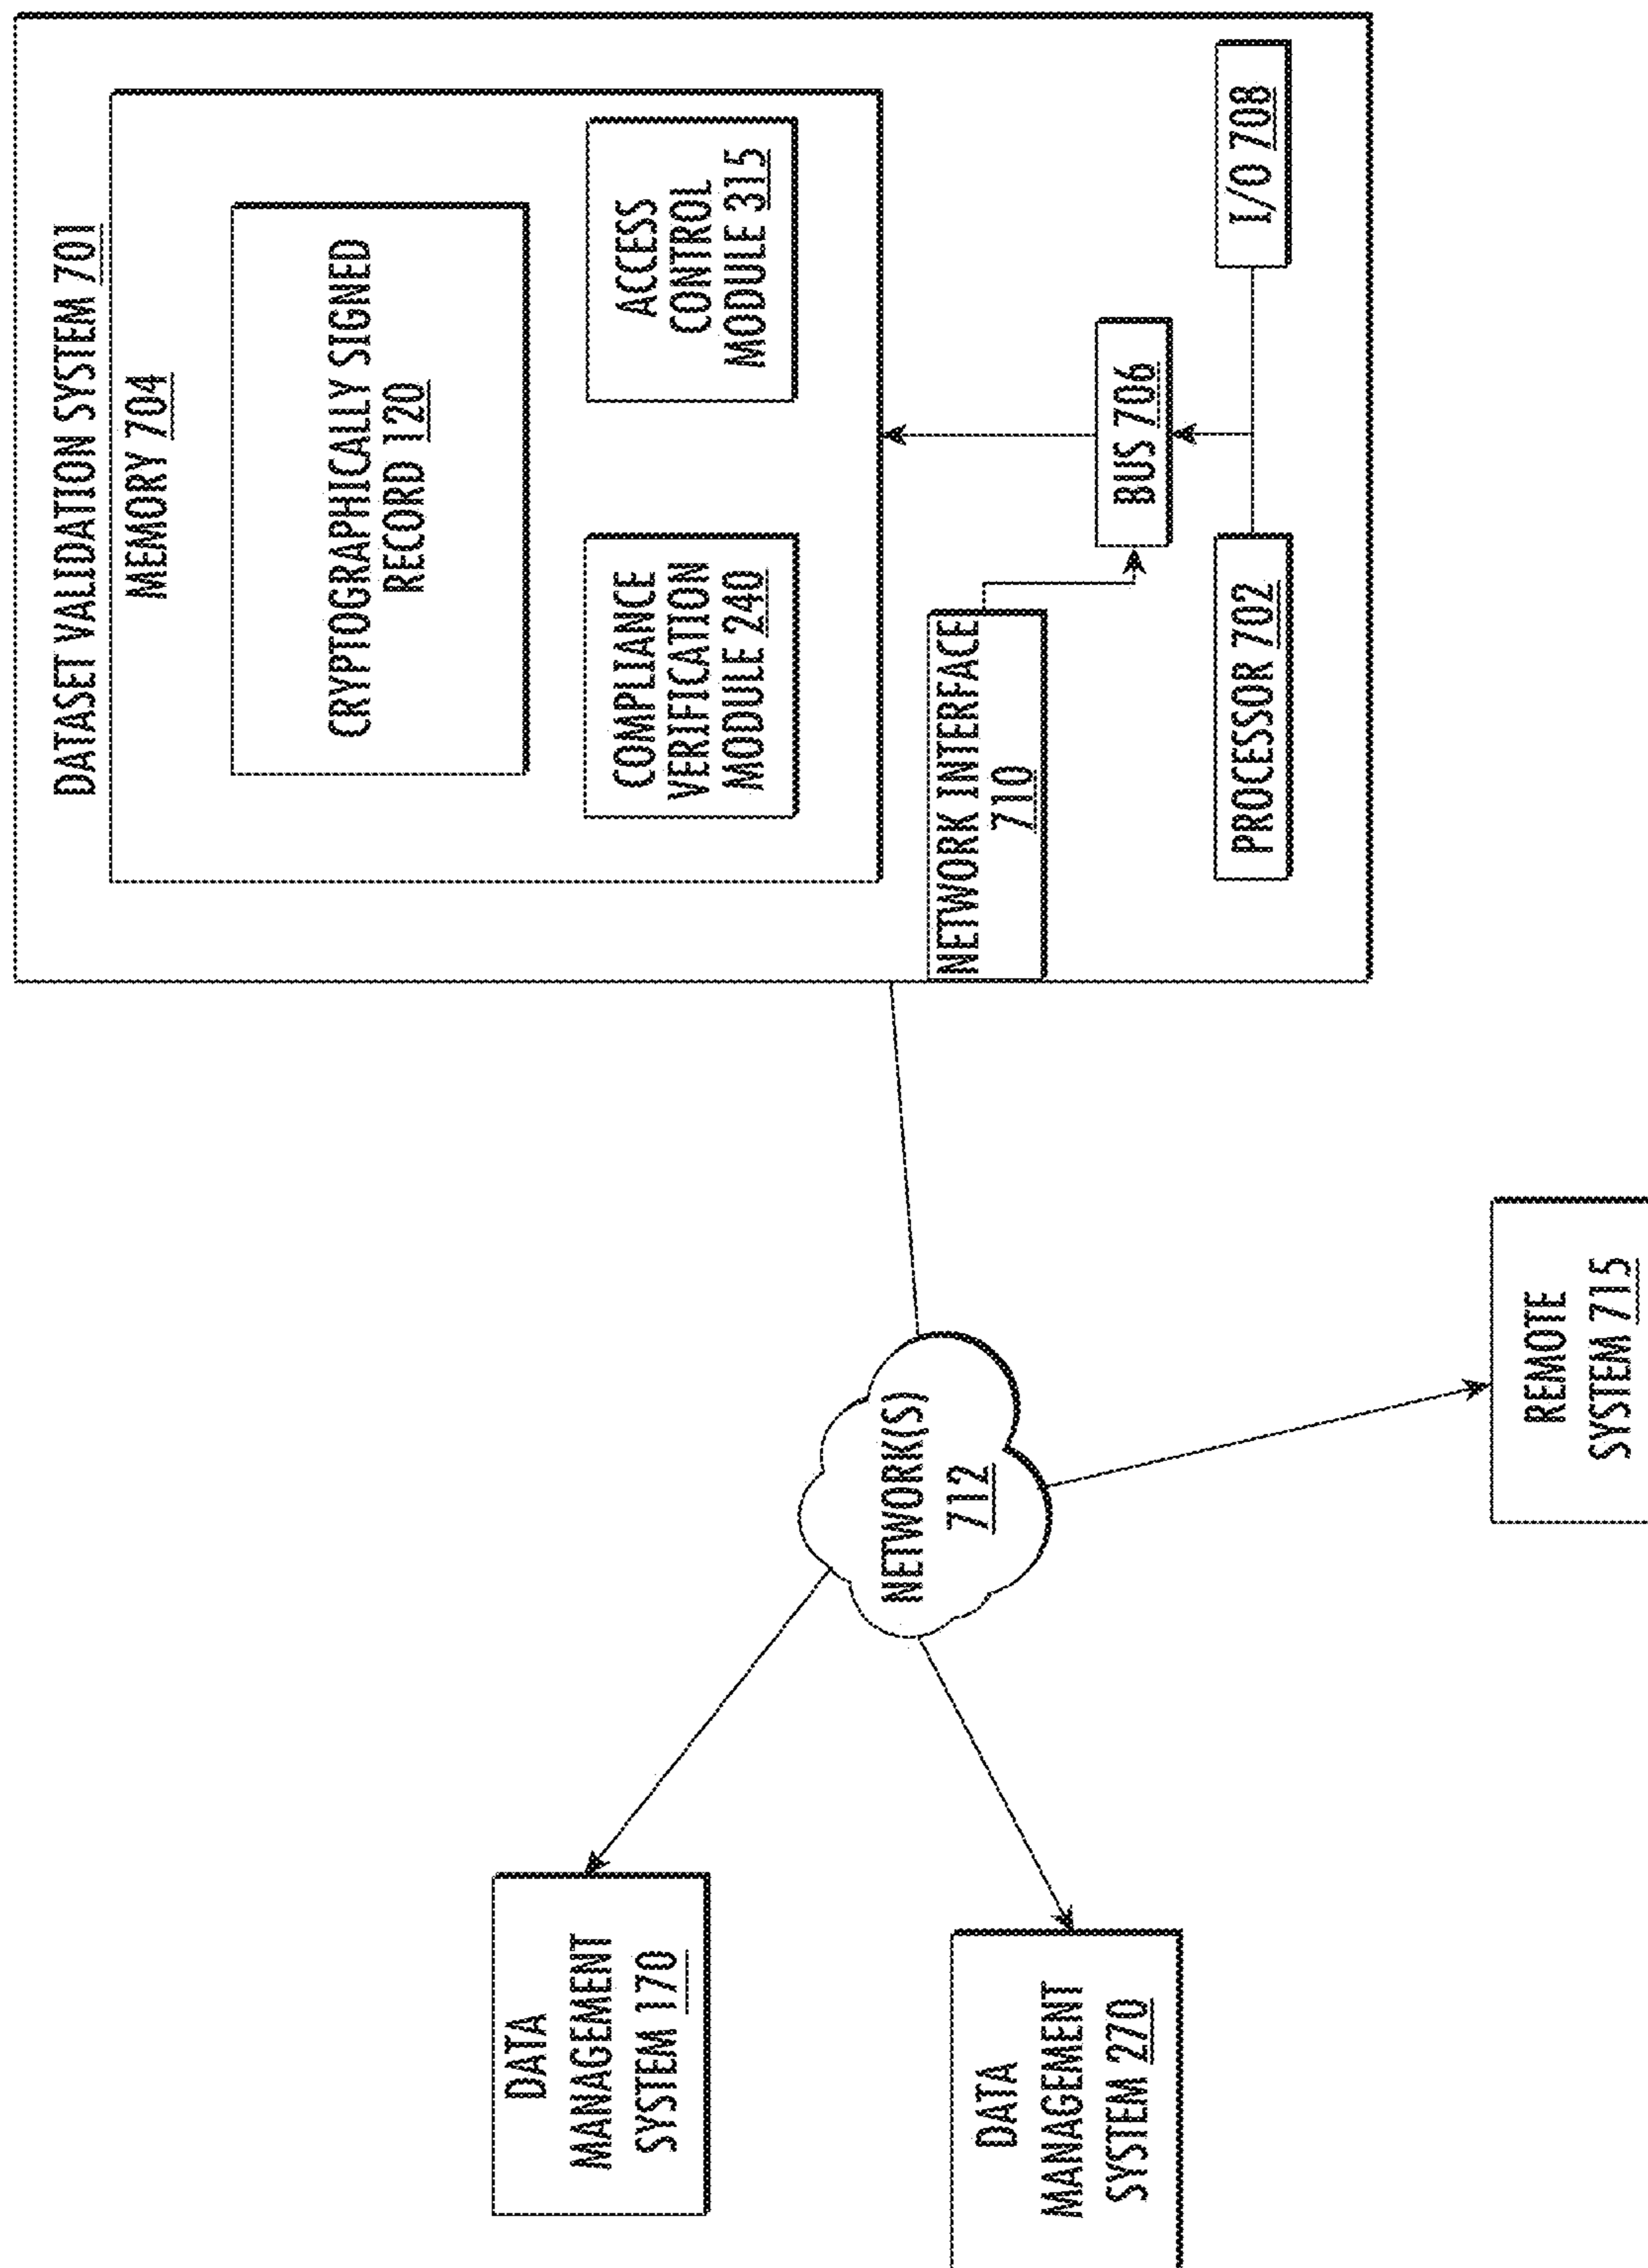 DATASET VALIDATION SYSTEM 701
MEMORY 704
CRYPTOGRAPHICALLY SIGNED
RECORD 120
COMPLIANCE
VERIFICATION
MODULE 240
ACCESS
CONTROL
MODULE 315
NETWORK INTERFACE
710
BUS 706
PROCESSOR 702
I/O 708
NETWORK(S)
712
DATA
MANAGEMENT
SYSTEM 170
DATA
MANAGEMENT
SYSTEM 270
REMOTE
SYSTEM 715